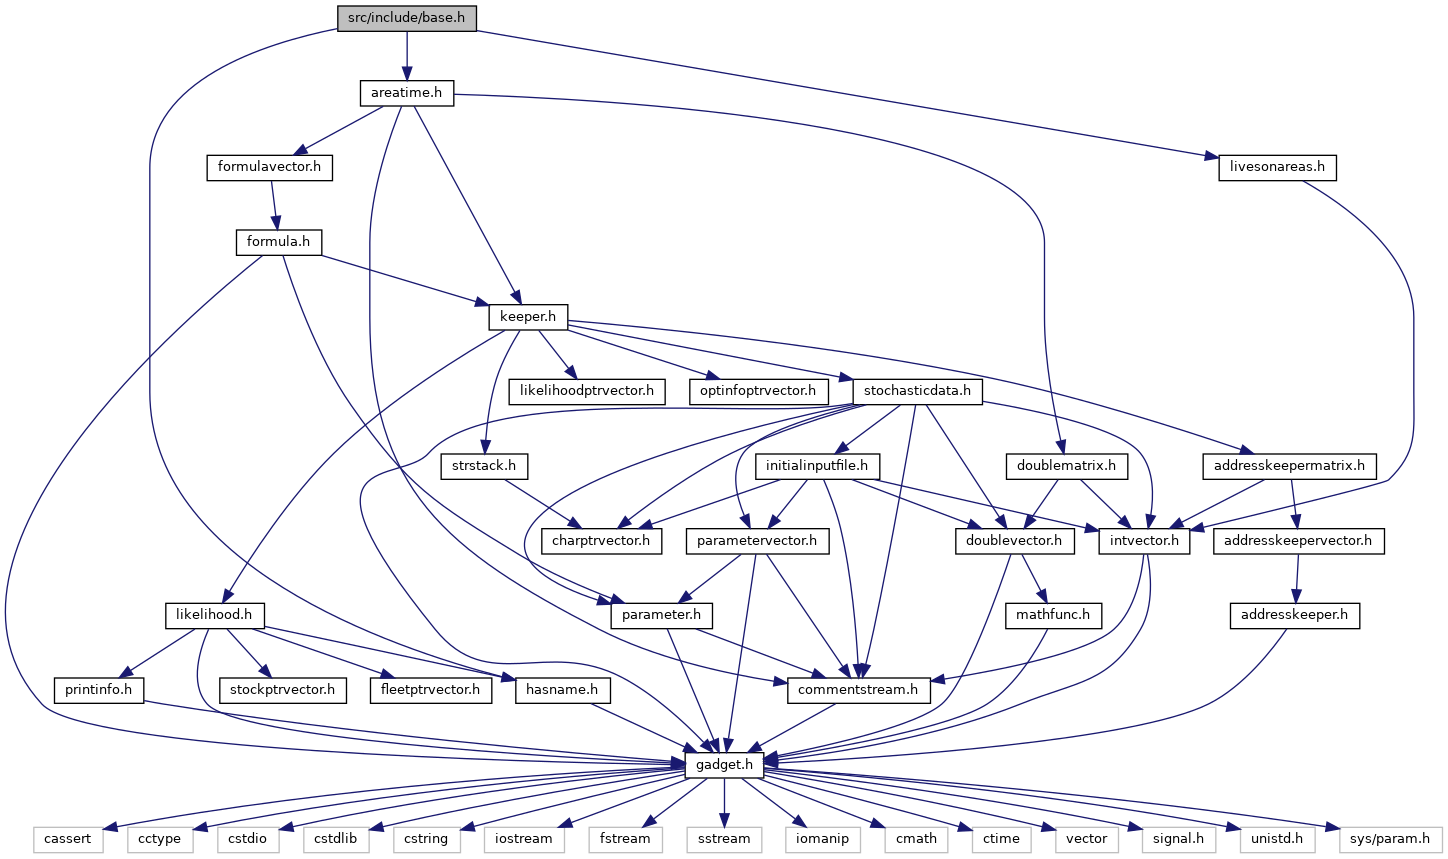 src/include/base.h
areatime.h
formulavector.h
livesonareas.h
formula.h
keeper.h
likelihoodptrvector.h
optinfoptrvector.h
stochasticdata.h
strstack.h
initialinputfile.h
doublematrix.h
addresskeepermatrix.h
charptrvector.h
parametervector.h
doublevector.h
intvector.h
addresskeepervector.h
likelihood.h
parameter.h
mathfunc.h
addresskeeper.h
printinfo.h
stockptrvector.h
fleetptrvector.h
hasname.h
commentstream.h
gadget.h
cassert
cctype
cstdio
cstdlib
cstring
iostream
fstream
sstream
iomanip
cmath
ctime
vector
signal.h
unistd.h
sys/param.h